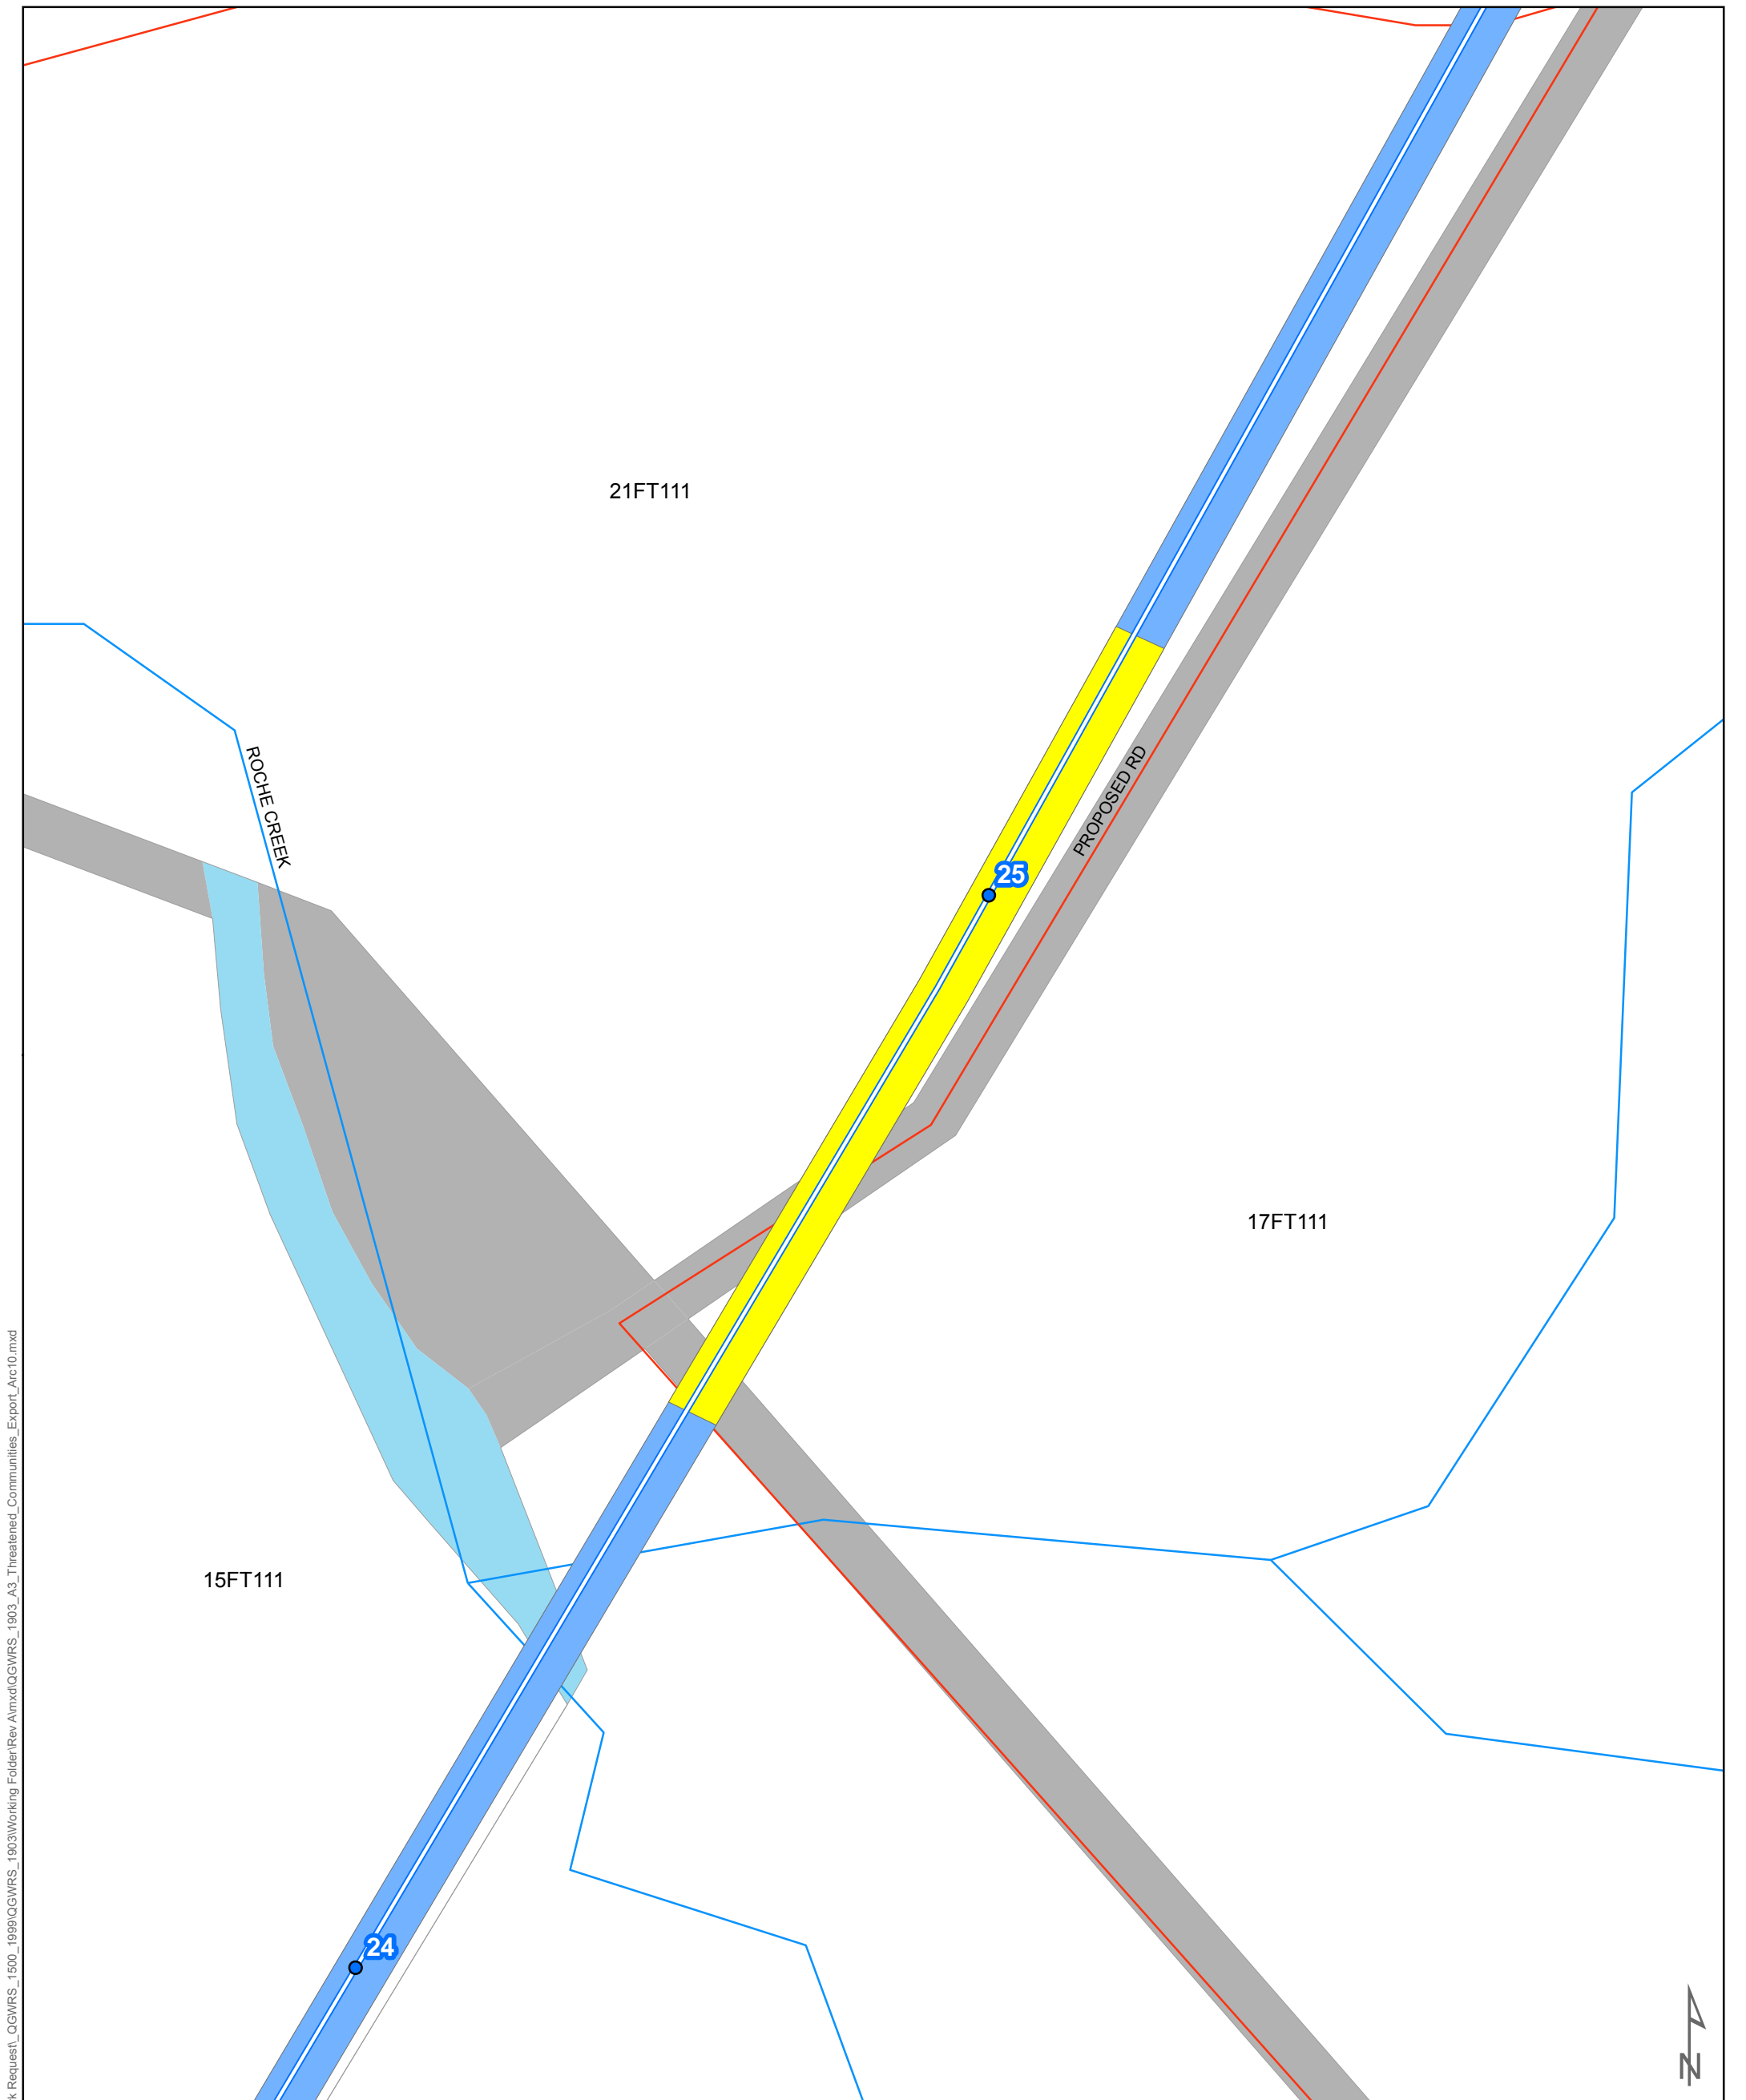 21FT111
ROCHE CREEK
PROPOSED RD
25
17FT111
15FT111
24
N
k Request\_QGWRS_1500_1999\QGWRS_1903\Working Folder\Rev A\mxd\QGWRS_1903_A3_Threatened_Communities_Export_Arc10.mxd